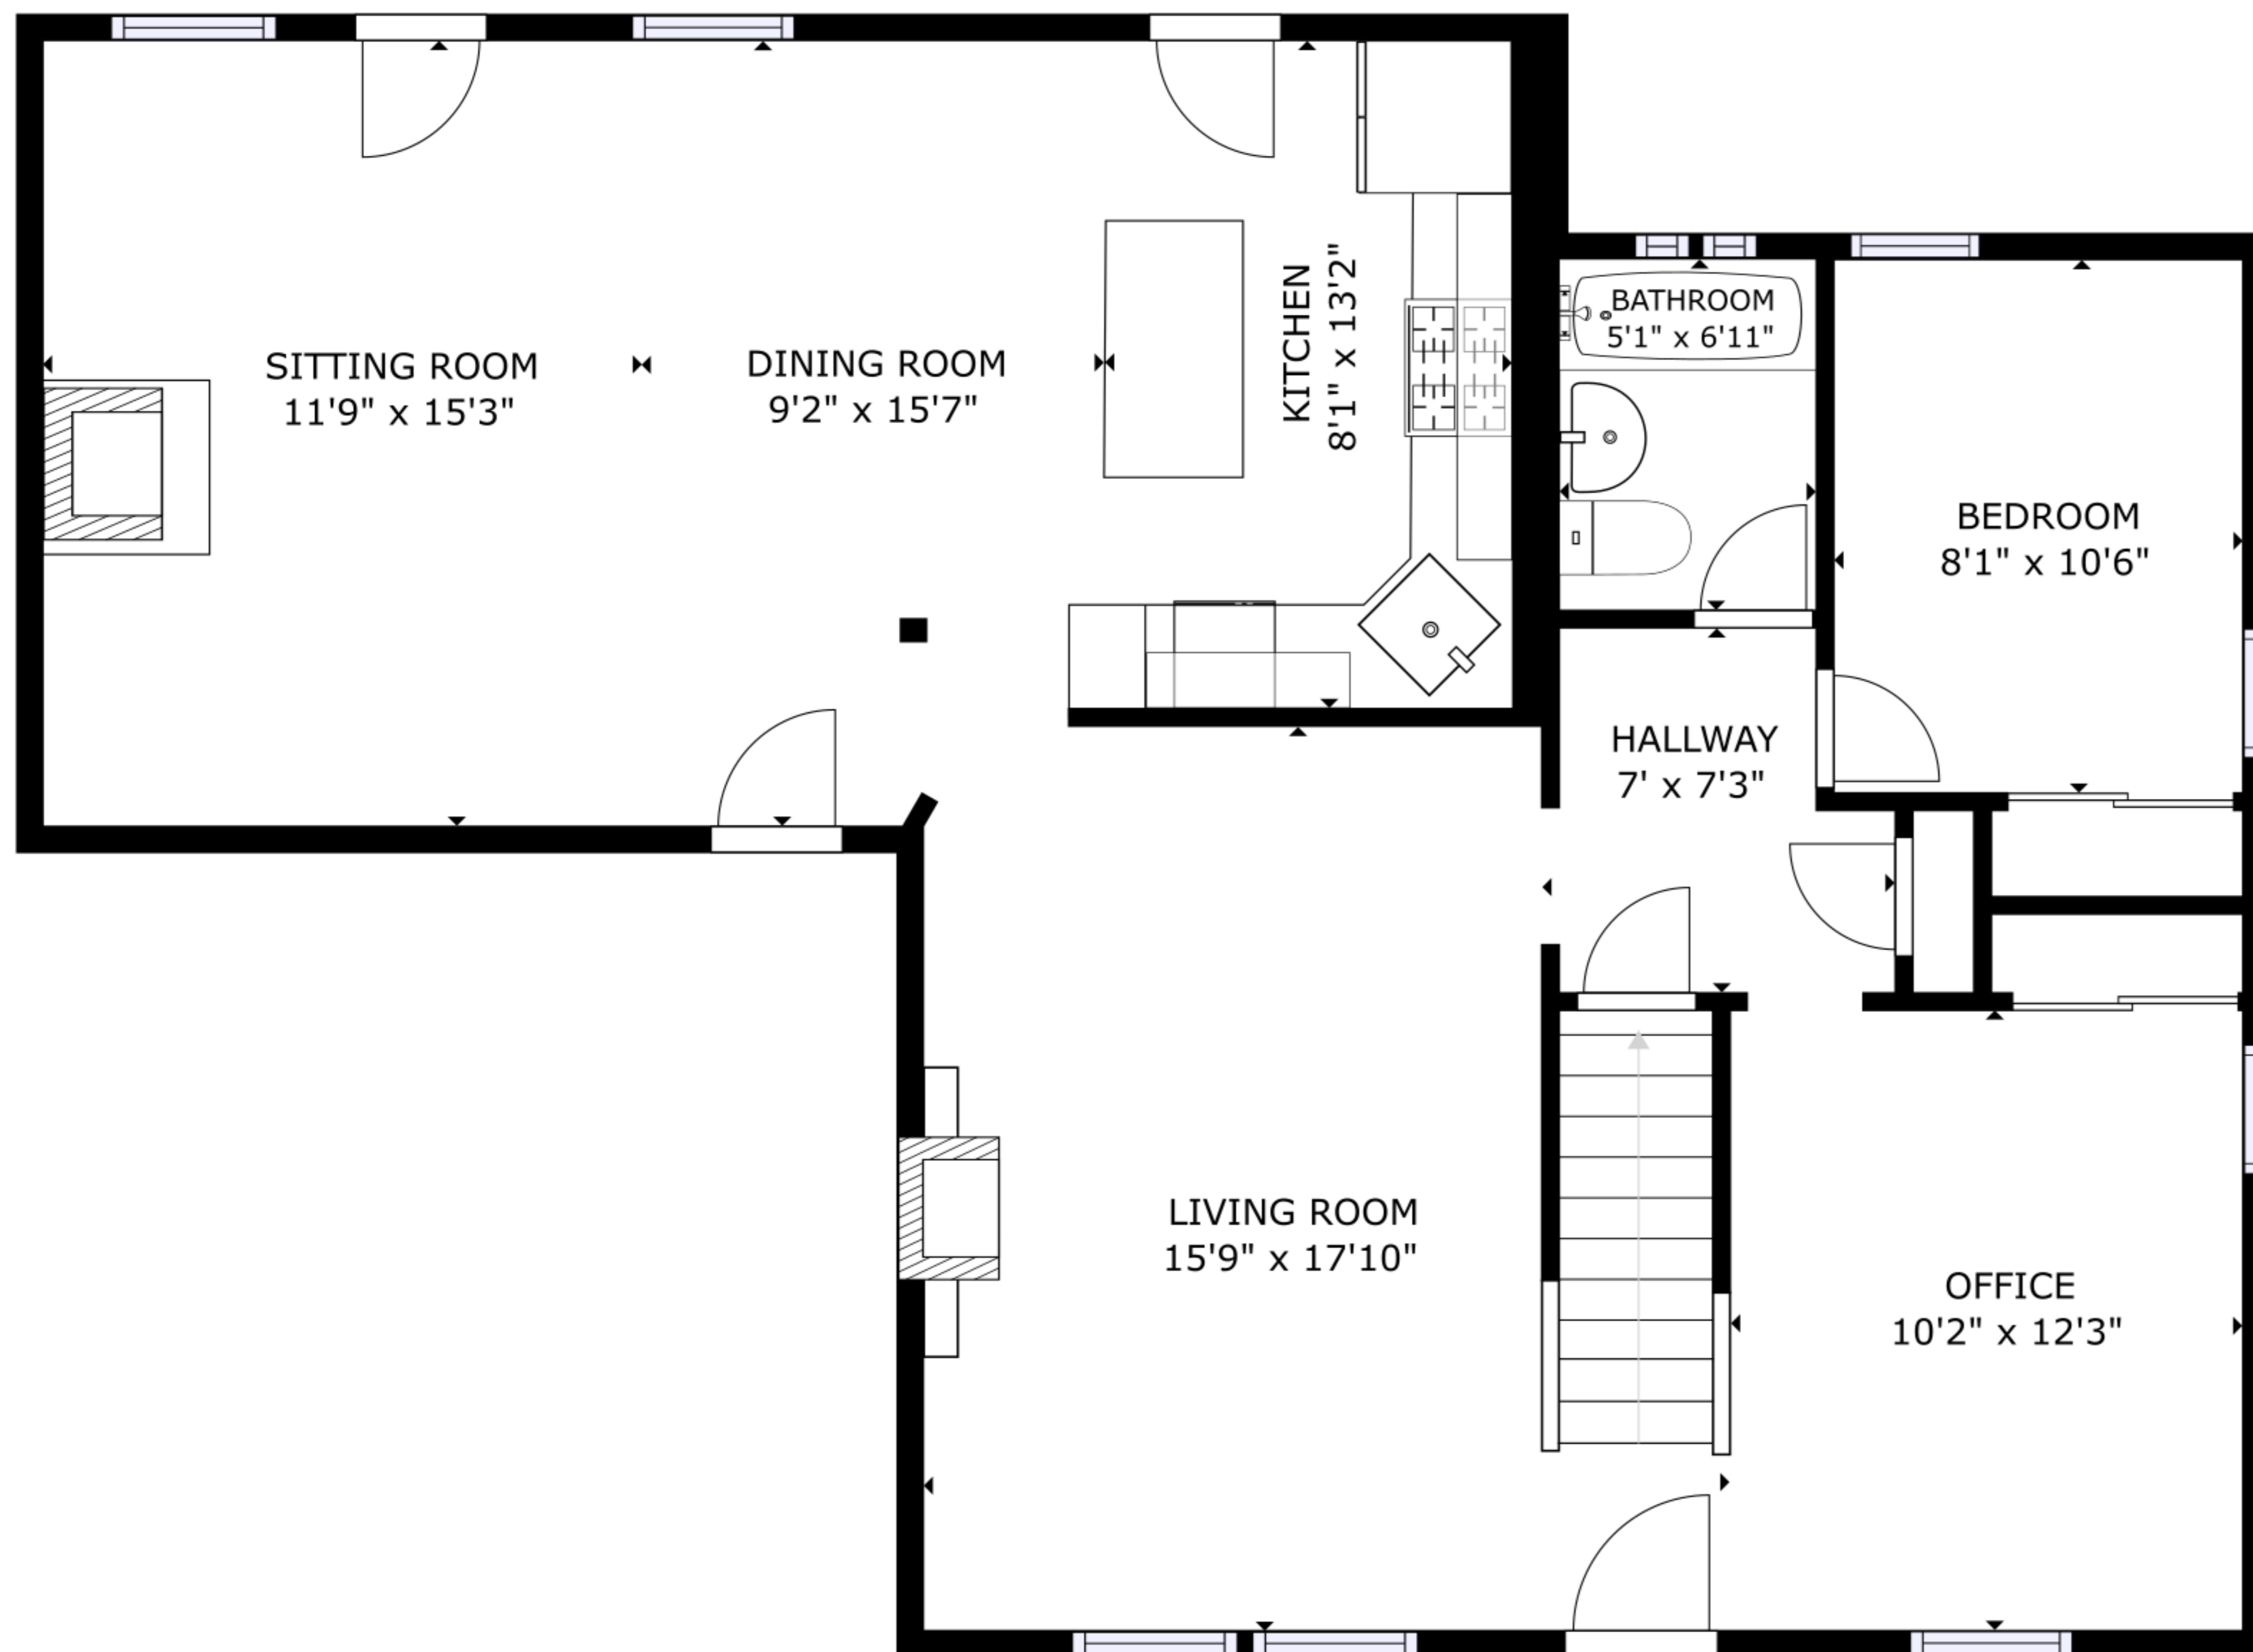 SITTING ROOM
11'9" x 15'3"
DINING ROOM
9'2" x 15'7"
KITCHEN
8'1" x 13'2"
BATHROOM
5'1" x 6'11"
BEDROOM
8'1" x 10'6"
HALLWAY
7' x 7'3"
LIVING ROOM
15'9" x 17'10"
OFFICE
10'2" x 12'3"